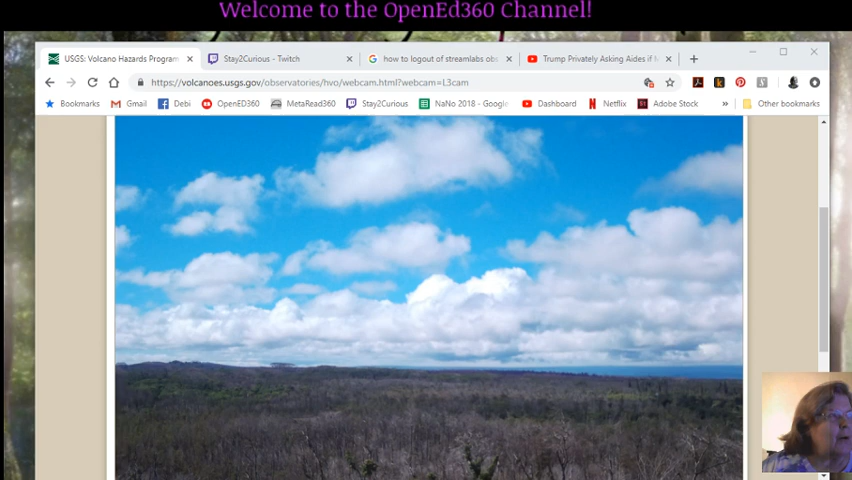 Welcome to the OpenEd360 Channel!
USGS: Volcano Hazards Program
Stay2Curious - Twitch
how to logout of streamlabs obs
Trump Privately Asking Aides if
https://volcanoes.usgs.gov/observatories/hvo/webcam.html?webcam=L3cam
Bookmarks Gmail Debi OpenED360 MetaRead360 Stay2Curious NaNo 2018 - Google Dashboard Netflix St Adobe Stock » Other bookmarks